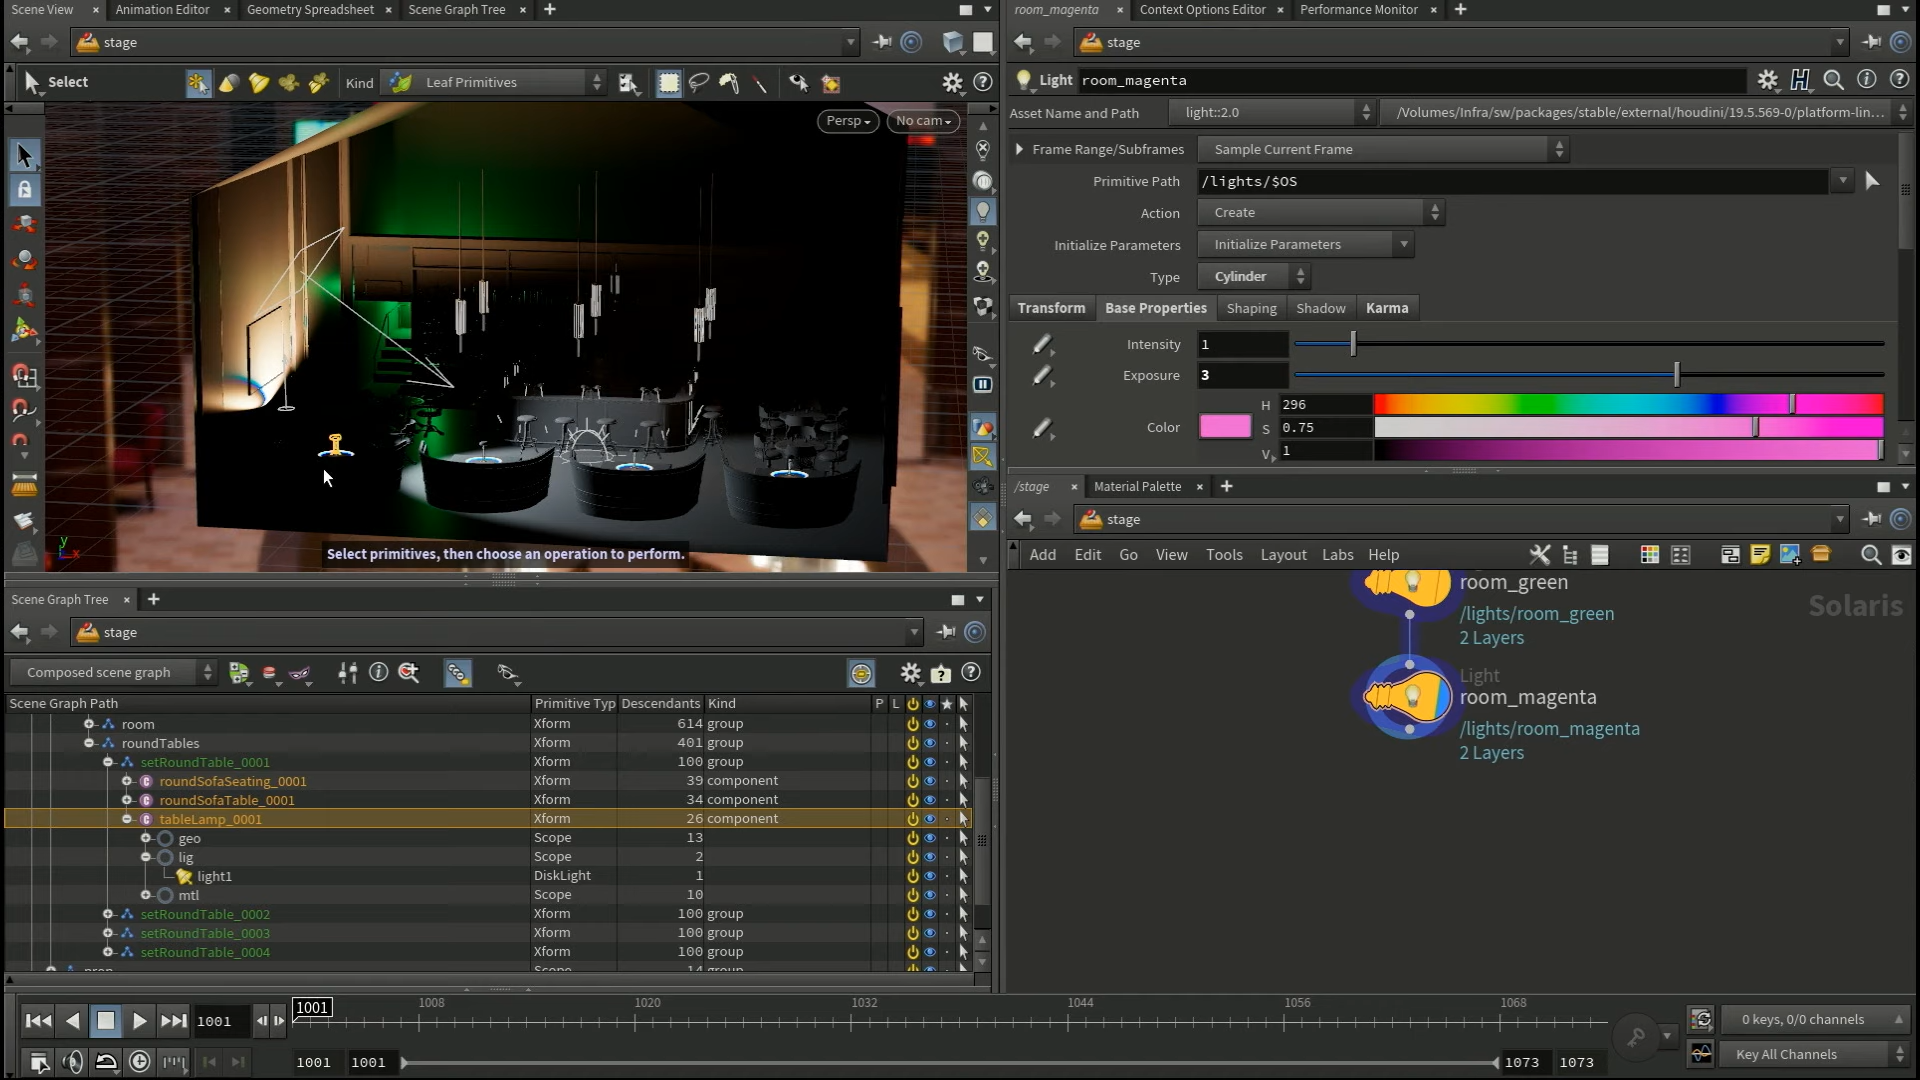 Scene View × Animation Editor × Geometry Spreadsheet × Scene Graph Tree × +
stage
Select Kind Leaf Primitives
Persp No cam
Select primitives, then choose an operation to perform.
Scene Graph Tree × +
stage
Composed scene graph
Scene Graph Path Primitive Typ Descendants Kind P L
room Xform 614 group
roundTables Xform 401 group
setRoundTable_0001 Xform 100 group
roundSofaSeating_0001 Xform 39 component
roundSofaTable_0001 Xform 34 component
tableLamp_0001 Xform 26 component
geo Scope 13
lig Scope 2
light1 DiskLight 1
mtl Scope 10
setRoundTable_0002 Xform 100 group
setRoundTable_0003 Xform 100 group
setRoundTable_0004 Xform 100 group
room_magenta × Context Options Editor × Performance Monitor × +
stage
Light room_magenta
Asset Name and Path light::2.0 /Volumes/Infra/sw/packages/stable/external/houdini/19.5.569-0/platform-lin...
Frame Range/Subframes Sample Current Frame
Primitive Path /lights/$OS
Action Create
Initialize Parameters Initialize Parameters
Type Cylinder
Transform Base Properties Shaping Shadow Karma
Intensity 1
Exposure 3
H 296
Color S 0.75
V 1
/stage × Material Palette × +
stage
Add Edit Go View Tools Layout Labs Help
Solaris
room_green
/lights/room_green
2 Layers
Light
room_magenta
/lights/room_magenta
2 Layers
1001 1001 1008 1020 1032 1044 1056 1068
0 keys, 0/0 channels
1001 1001 1073 1073
Key All Channels